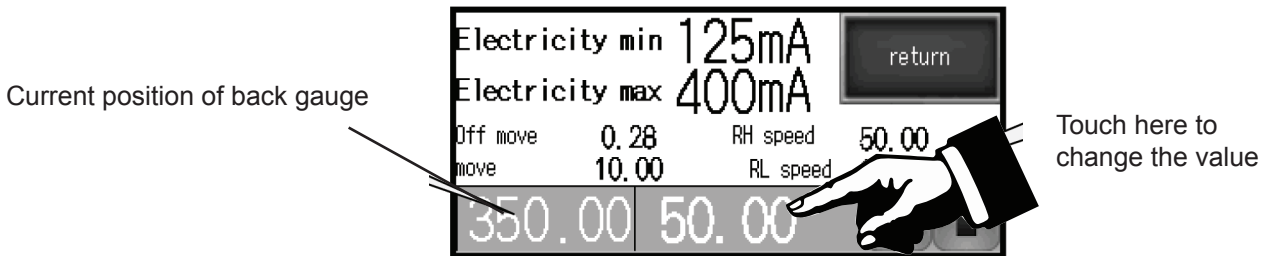 Electricity min 125mA
return
Electricity max 400mA
Current position of back gauge
Off move 0.28 RH speed 50.00
move 10.00 RL speed
Touch here to
change the value
350.00 50.00